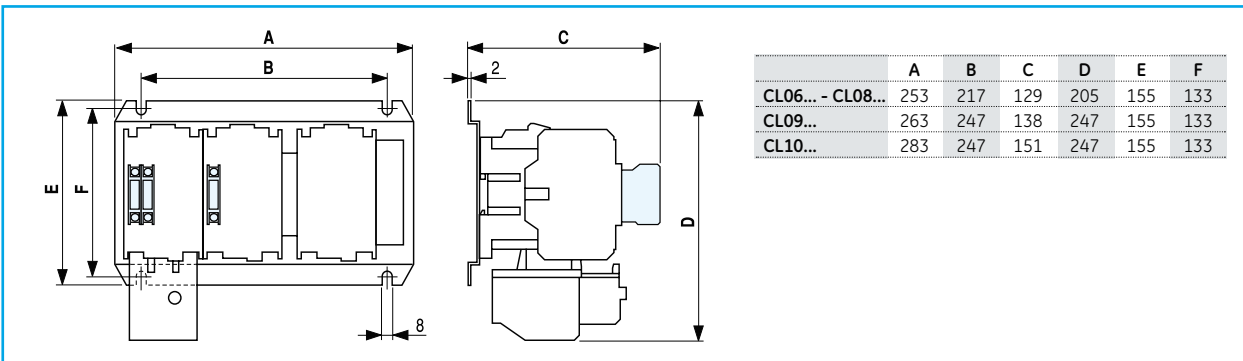 A
B
C
2
E
F
D
8
A B C D E F
CL06... - CL08... 253 217 129 205 155 133
CL09... 263 247 138 247 155 133
CL10... 283 247 151 247 155 133